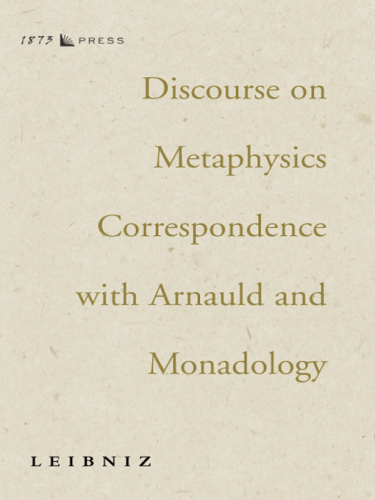 1873 PRESS
Discourse on
Metaphysics
Correspondence
with Arnauld and
Monadology
LEIBNIZ